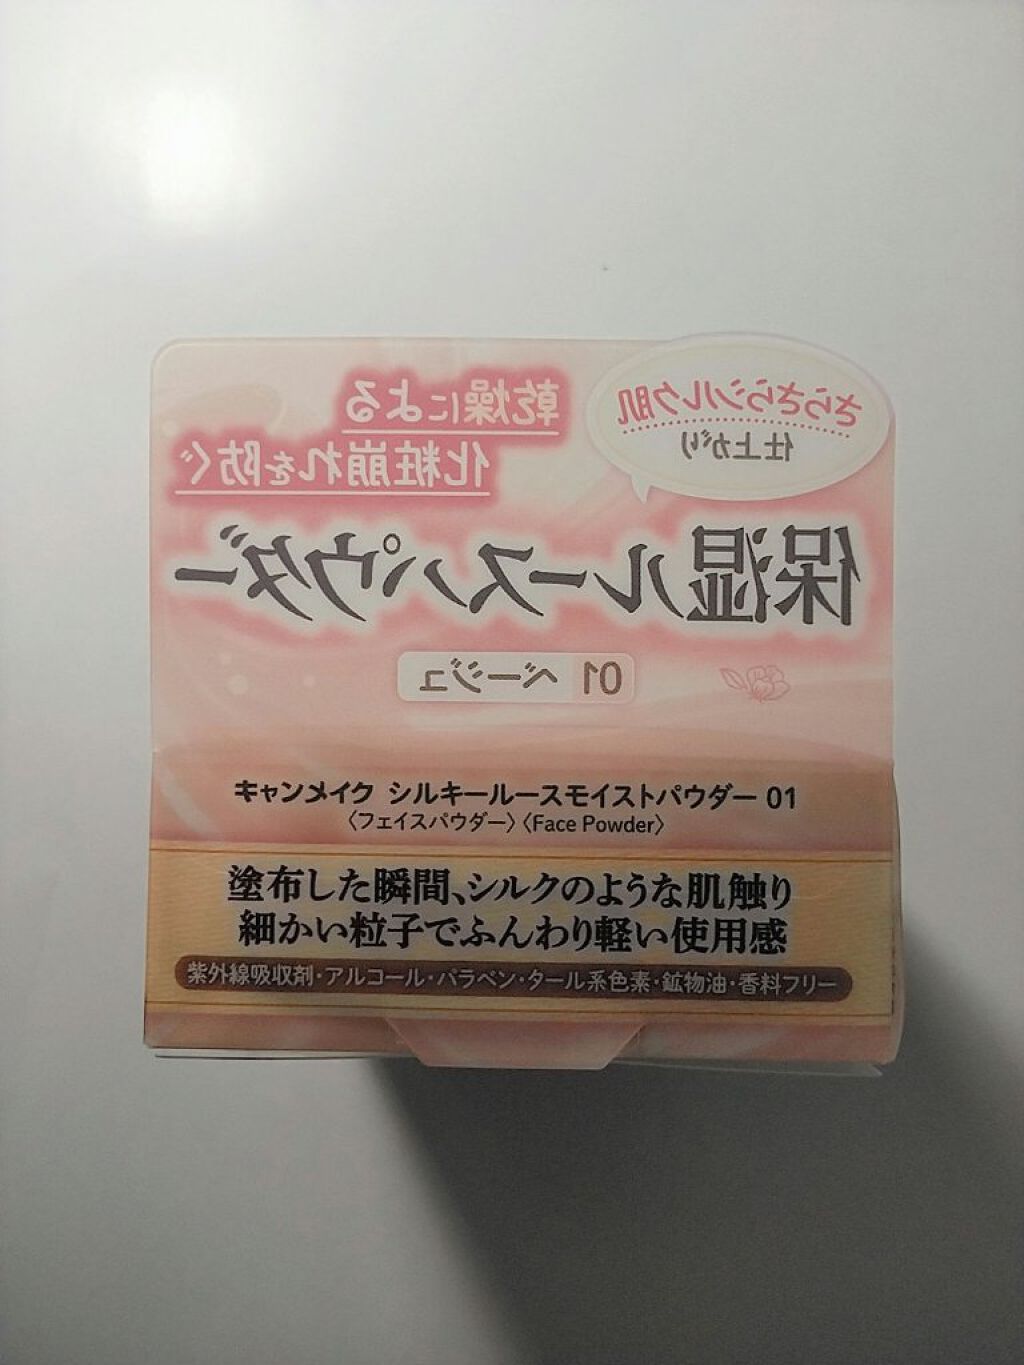 さらさらシルク肌
仕上がり
乾燥による
化粧崩れを防ぐ
保湿ルースパウダー
01 ベージュ
キャンメイク シルキールースモイストパウダー 01
〈フェイスパウダー〉〈Face Powder〉
塗布した瞬間、シルクのような肌触り
細かい粒子でふんわり軽い使用感
紫外線吸収剤・アルコール・パラベン・タール系色素・鉱物油・香料フリー